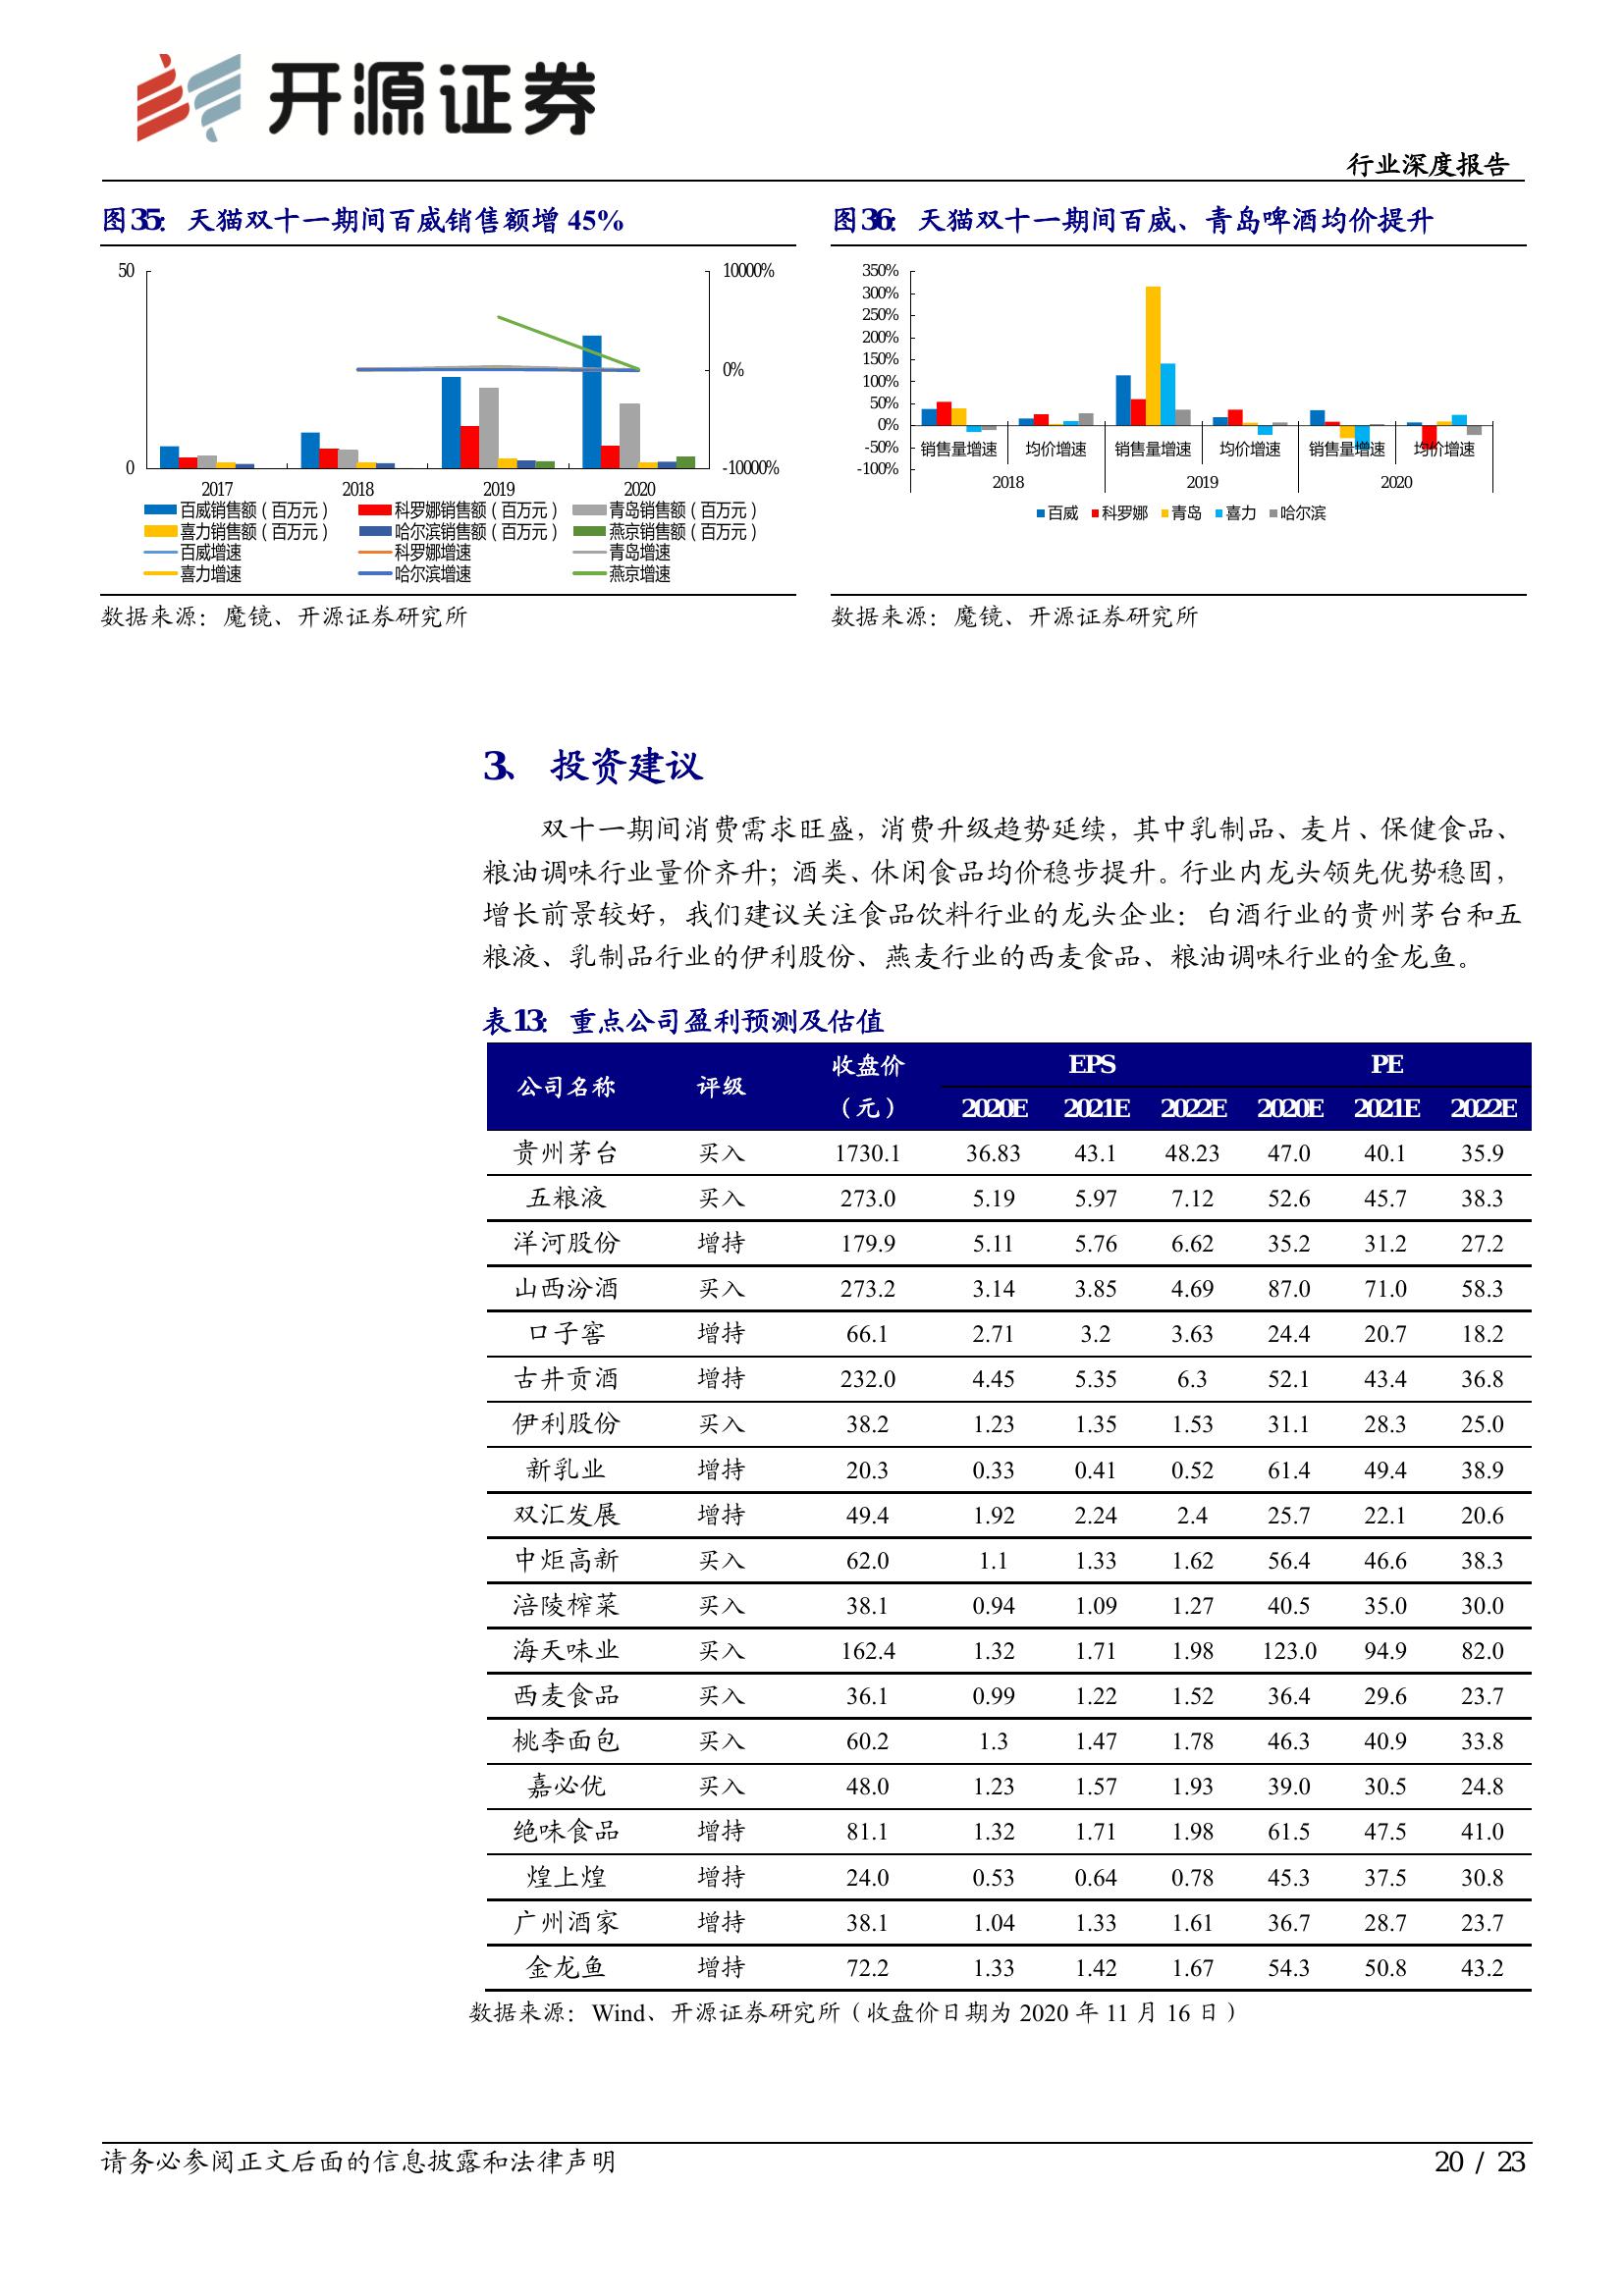 开源证券
行业深度报告
图35：天猫双十一期间百威销售额增 45%
50
0
10000%
0%
-10000%
2017 2018 2019 2020
百威销售额（百万元） 科罗娜销售额（百万元） 青岛销售额（百万元）
喜力销售额（百万元） 哈尔滨销售额（百万元） 燕京销售额（百万元）
百威增速 科罗娜增速 青岛增速
喜力增速 哈尔滨增速 燕京增速
数据来源：魔镜、开源证券研究所
图36：天猫双十一期间百威、青岛啤酒均价提升
350%
300%
250%
200%
150%
100%
50%
0%
-50%
-100%
销售量增速 均价增速 销售量增速 均价增速 销售量增速 均价增速
2018 2019 2020
百威 科罗娜 青岛 喜力 哈尔滨
数据来源：魔镜、开源证券研究所
3、 投资建议
双十一期间消费需求旺盛，消费升级趋势延续，其中乳制品、麦片、保健食品、
粮油调味行业量价齐升；酒类、休闲食品均价稳步提升。行业内龙头领先优势稳固，
增长前景较好，我们建议关注食品饮料行业的龙头企业：白酒行业的贵州茅台和五
粮液、乳制品行业的伊利股份、燕麦行业的西麦食品、粮油调味行业的金龙鱼。
表13：重点公司盈利预测及估值
公司名称 评级 收盘价（元） EPS PE
2020E 2021E 2022E 2020E 2021E 2022E
贵州茅台 买入 1730.1 36.83 43.1 48.23 47.0 40.1 35.9
五粮液 买入 273.0 5.19 5.97 7.12 52.6 45.7 38.3
洋河股份 增持 179.9 5.11 5.76 6.62 35.2 31.2 27.2
山西汾酒 买入 273.2 3.14 3.85 4.69 87.0 71.0 58.3
口子窖 增持 66.1 2.71 3.2 3.63 24.4 20.7 18.2
古井贡酒 增持 232.0 4.45 5.35 6.3 52.1 43.4 36.8
伊利股份 买入 38.2 1.23 1.35 1.53 31.1 28.3 25.0
新乳业 增持 20.3 0.33 0.41 0.52 61.4 49.4 38.9
双汇发展 增持 49.4 1.92 2.24 2.4 25.7 22.1 20.6
中炬高新 买入 62.0 1.1 1.33 1.62 56.4 46.6 38.3
涪陵榨菜 买入 38.1 0.94 1.09 1.27 40.5 35.0 30.0
海天味业 买入 162.4 1.32 1.71 1.98 123.0 94.9 82.0
西麦食品 买入 36.1 0.99 1.22 1.52 36.4 29.6 23.7
桃李面包 买入 60.2 1.3 1.47 1.78 46.3 40.9 33.8
嘉必优 买入 48.0 1.23 1.57 1.93 39.0 30.5 24.8
绝味食品 增持 81.1 1.32 1.71 1.98 61.5 47.5 41.0
煌上煌 增持 24.0 0.53 0.64 0.78 45.3 37.5 30.8
广州酒家 增持 38.1 1.04 1.33 1.61 36.7 28.7 23.7
金龙鱼 增持 72.2 1.33 1.42 1.67 54.3 50.8 43.2
数据来源：Wind、开源证券研究所（收盘价日期为 2020 年 11 月 16 日）
请务必参阅正文后面的信息披露和法律声明
20 / 23